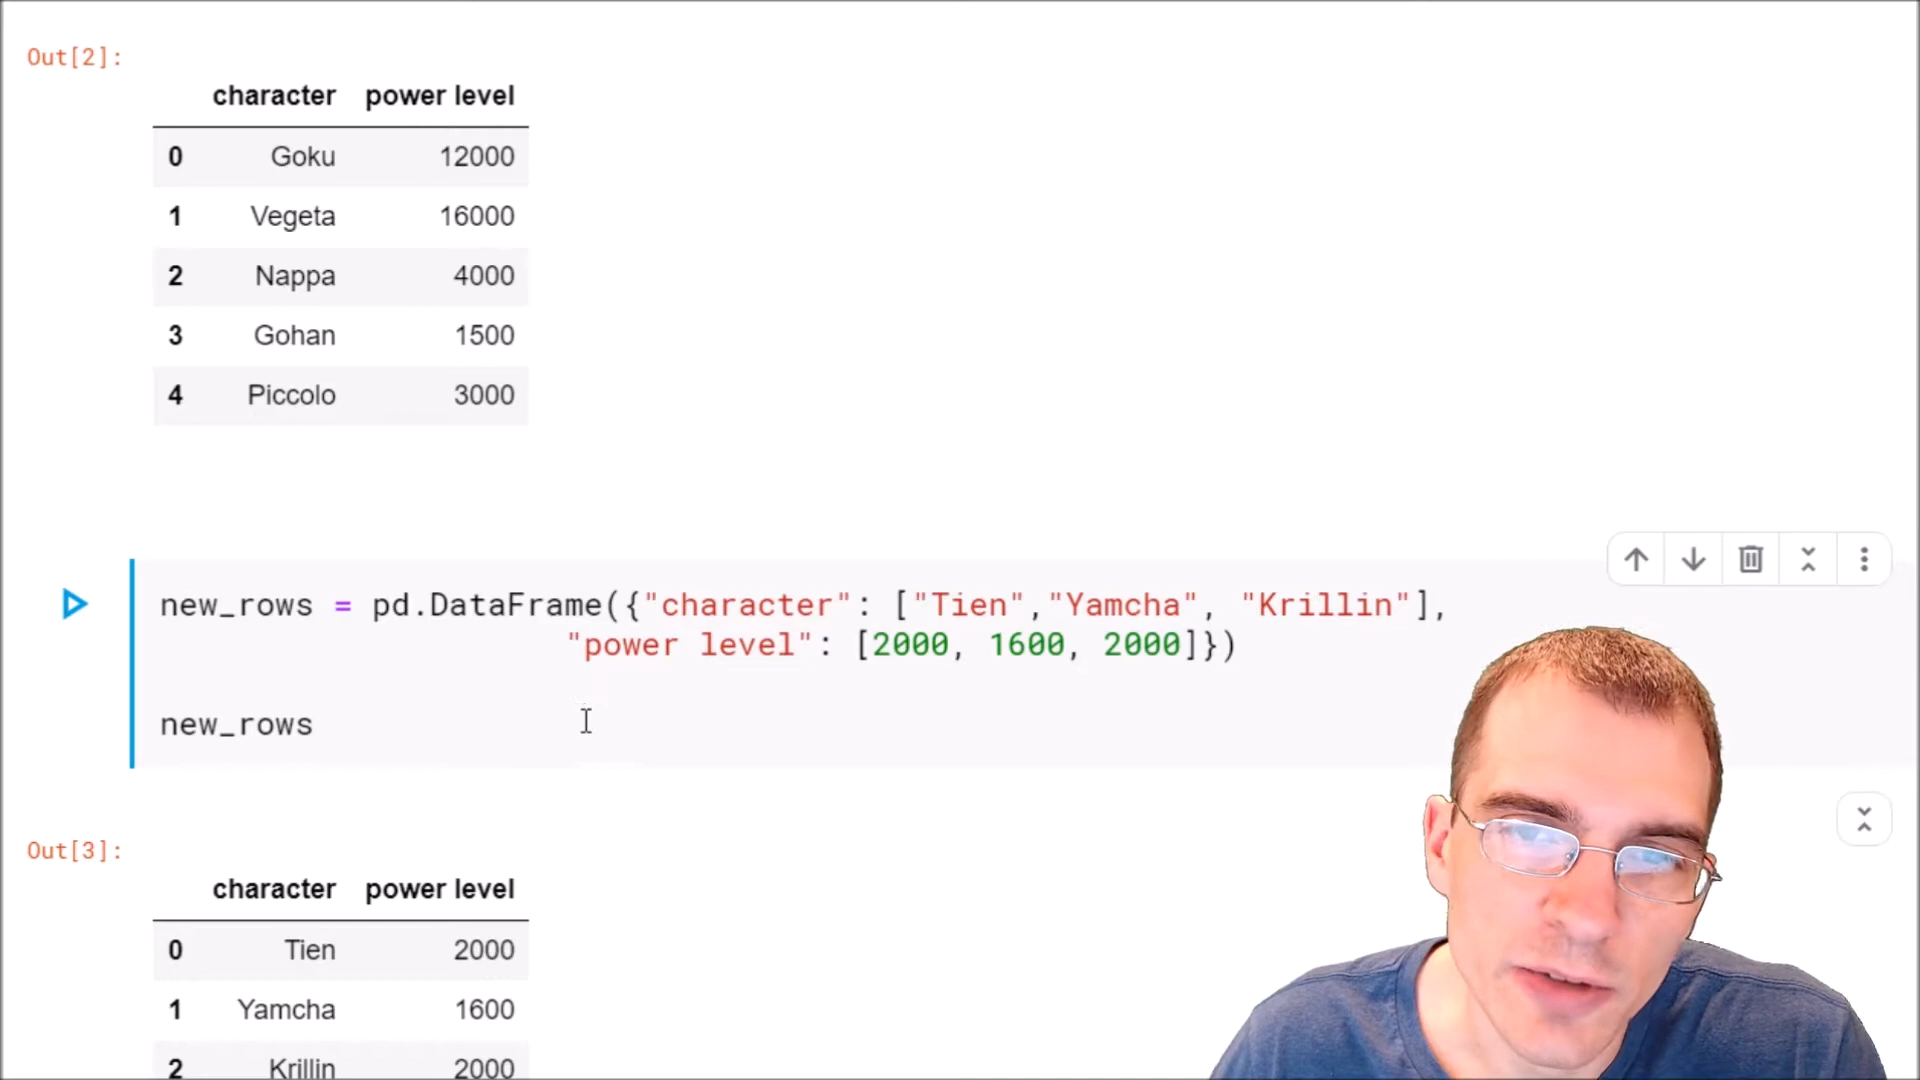 Out[2]:
character power level
0 Goku 12000
1 Vegeta 16000
2 Nappa 4000
3 Gohan 1500
4 Piccolo 3000
new_rows = pd.DataFrame({"character": ["Tien","Yamcha", "Krillin"],
"power level": [2000, 1600, 2000]})
new_rows
Out[3]:
character power level
0 Tien 2000
1 Yamcha 1600
2 Krillin 2000